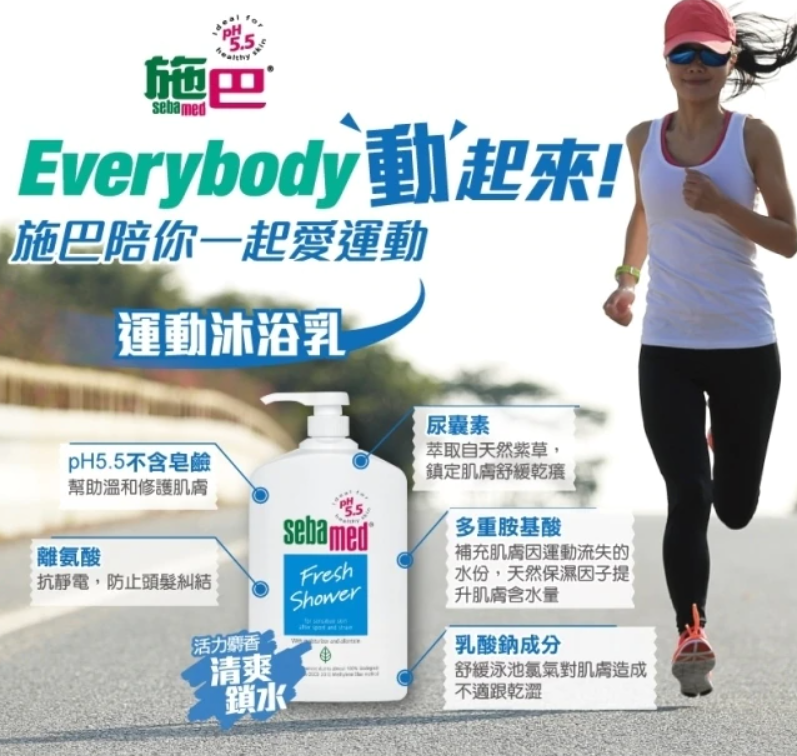 ideal for
pH
5.5
healthy skin
施巴
sebamed
Everybody動起來!
施巴陪你一起愛運動
運動沐浴乳
pH5.5不含皂鹼
幫助溫和修護肌膚
離氨酸
抗靜電，防止頭髮糾結
尿囊素
萃取自天然紫草，
鎮定肌膚舒緩乾癢
多重胺基酸
補充肌膚因運動流失的
水份，天然保濕因子提
升肌膚含水量
乳酸鈉成分
舒緩泳池氯氣對肌膚造成
不適跟乾澀
ideal for
pH
5.5
healthy skin
sebamed
Fresh
Shower
for sensitive skin
after sport and
活力麝香
清爽
鎖水